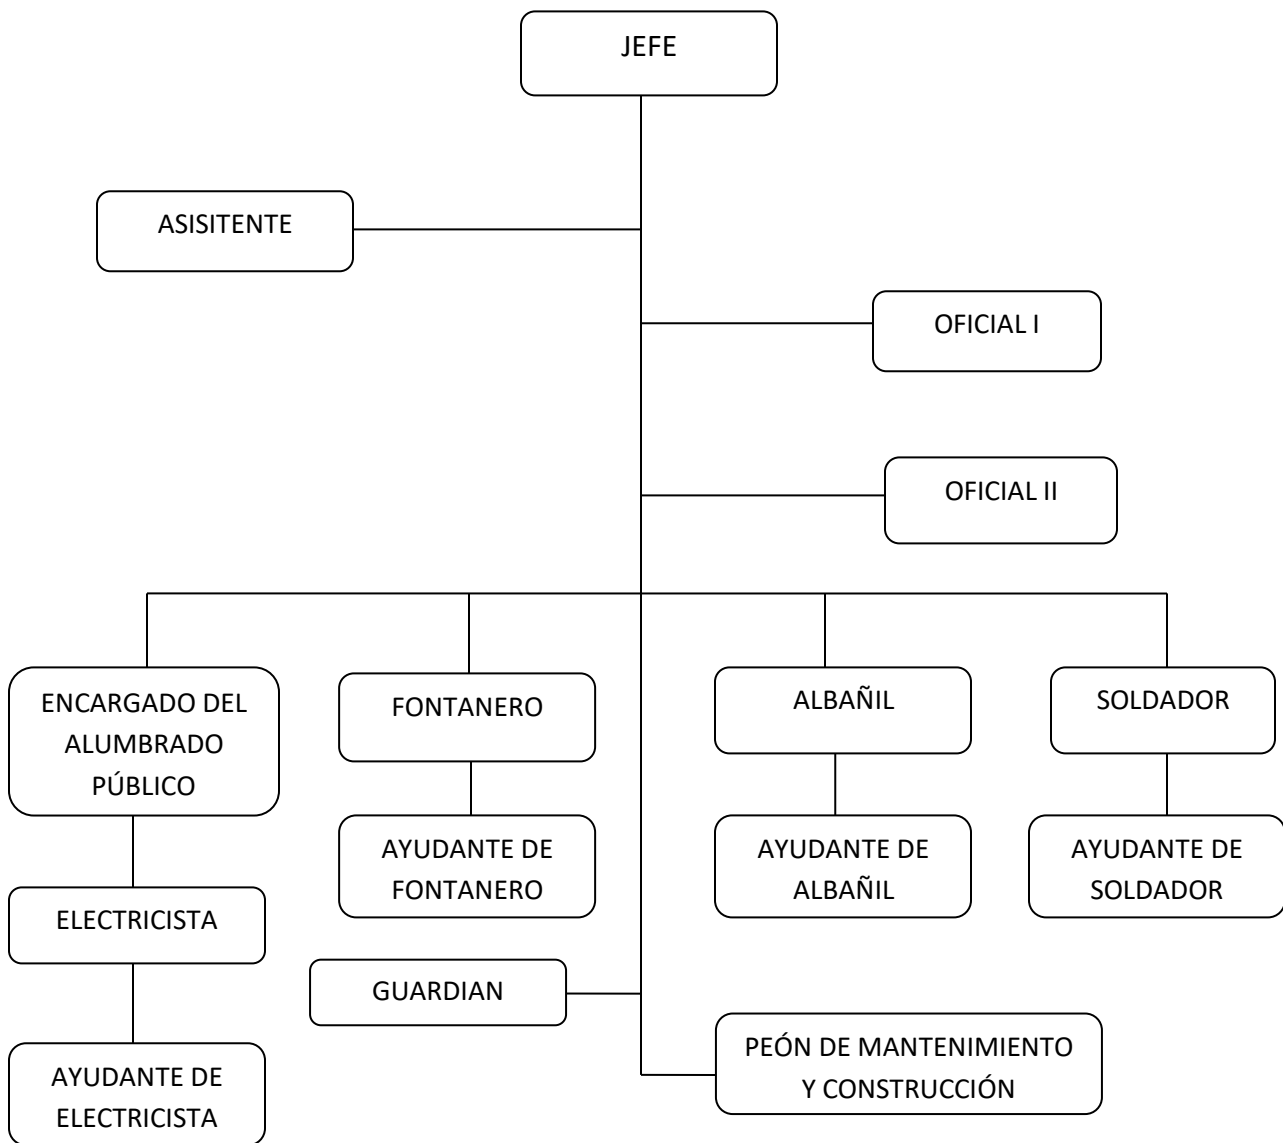 JEFE
ASISITENTE
OFICIAL I
OFICIAL II
ENCARGADO DEL
ALUMBRADO
PÚBLICO
FONTANERO
ALBAÑIL
SOLDADOR
AYUDANTE DE
FONTANERO
AYUDANTE DE
ALBAÑIL
AYUDANTE DE
SOLDADOR
ELECTRICISTA
GUARDIAN
PEÓN DE MANTENIMIENTO
Y CONSTRUCCIÓN
AYUDANTE DE
ELECTRICISTA